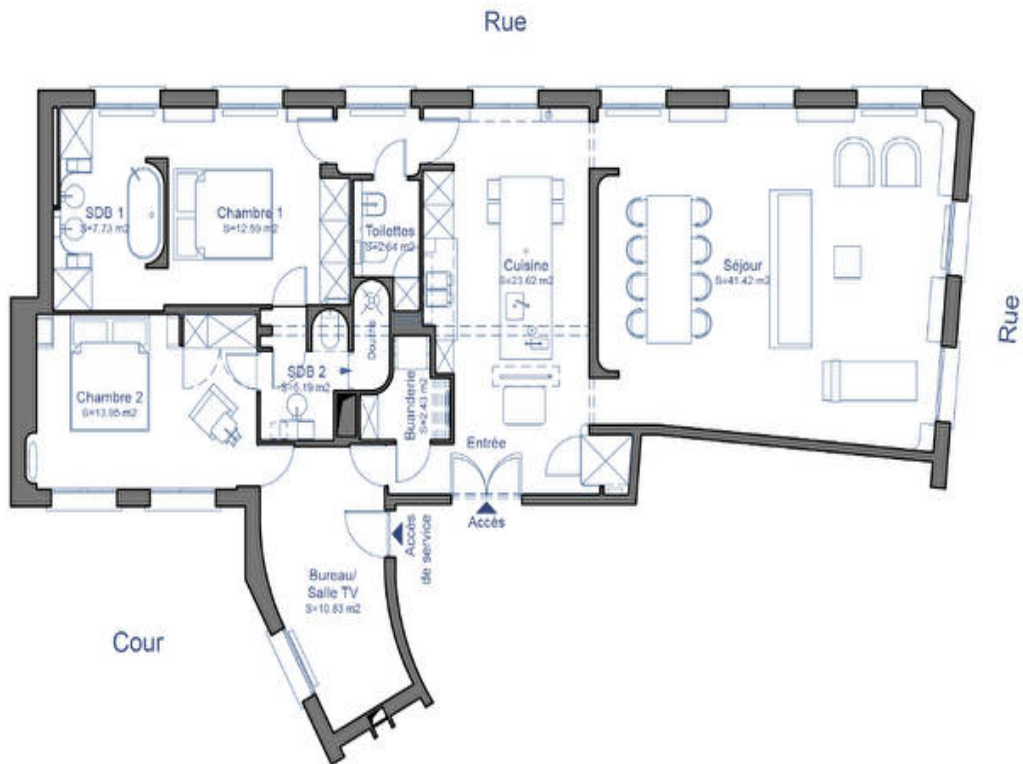 Rue
SDB 1
S=7.73 m2
Chambre 1
S=12.59 m2
Toilettes
S=2.64 m2
Cuisine
S=23.62 m2
Séjour
S=41.42 m2
Rue
Douche
Chambre 2
S=13.95 m2
SDB 2
S=5.19 m2
Buanderie
S=2.43 m2
Entrée
Accès
Accès
de service
Bureau/
Salle TV
S=10.83 m2
Cour